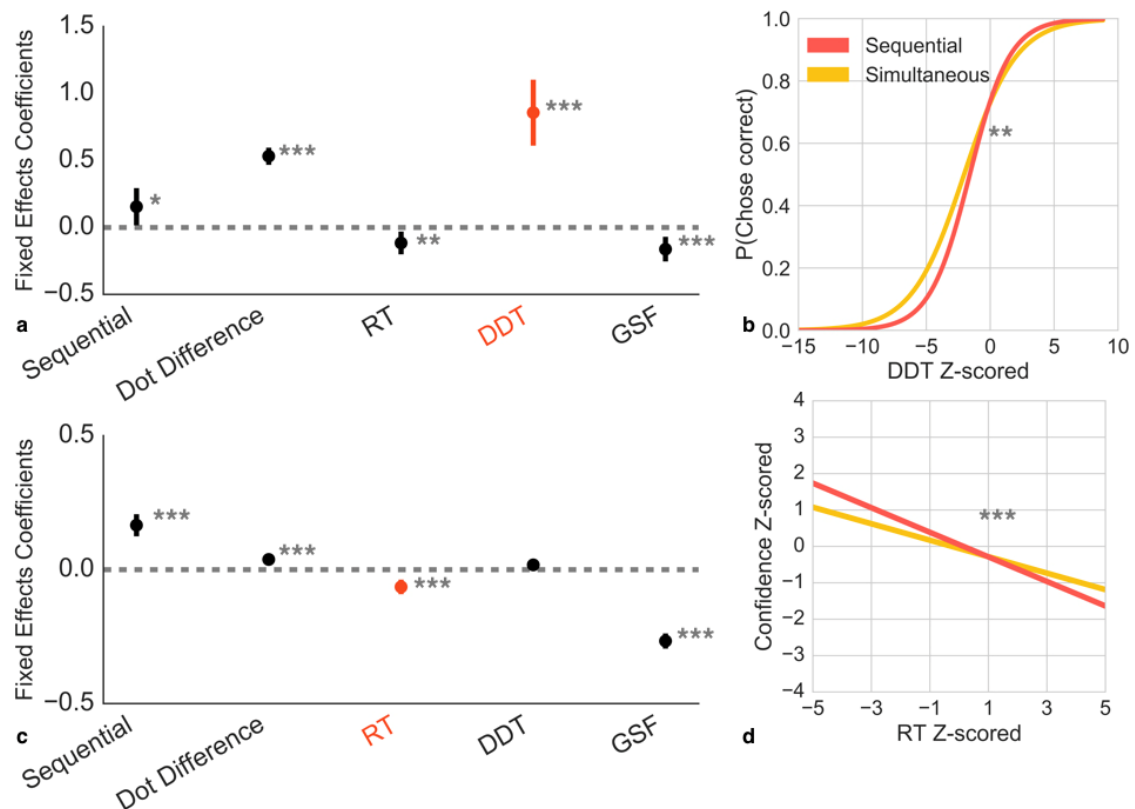 1.5
1.0
0.5
0.0
−0.5
Fixed Effects Coefficients
*
***
**
***
***
a
Sequential
Dot Difference
RT
DDT
GSF
1.0
0.8
0.6
0.4
0.2
0.0
P(Chose correct)
Sequential
Simultaneous
**
b
−15
−10
−5
0
5
10
DDT Z-scored
0.5
0.0
−0.5
Fixed Effects Coefficients
***
***
***
***
c
Sequential
Dot Difference
RT
DDT
GSF
4
3
2
1
0
−1
−2
−3
−4
Confidence Z-scored
***
d
−5
−3
−1
1
3
5
RT Z-scored